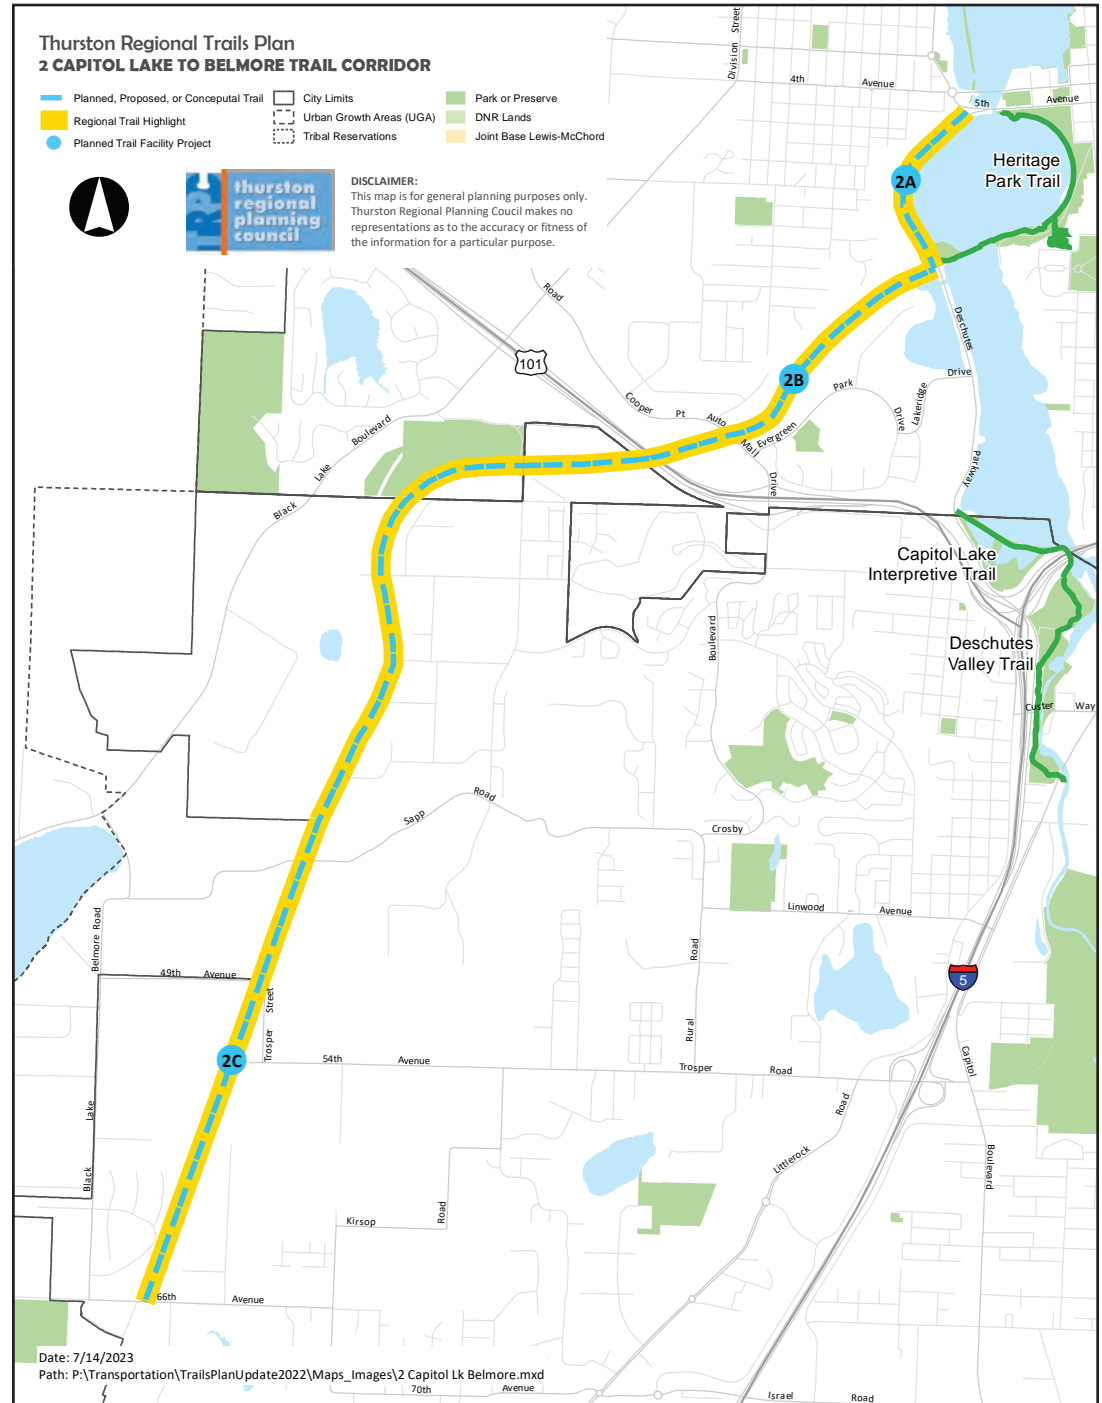 Thurston Regional Trails Plan
2 CAPITOL LAKE TO BELMORE TRAIL CORRIDOR
Planned, Proposed, or Conceputal Trail
Regional Trail Highlight
Planned Trail Facility Project
City Limits
Urban Growth Areas (UGA)
Tribal Reservations
Park or Preserve
DNR Lands
Joint Base Lewis-McChord
TRPC
thurston
regional
planning
council
DISCLAIMER:
This map is for general planning purposes only.
Thurston Regional Planning Coucil makes no
representations as to the accuracy or fitness of
the information for a particular purpose.
Division Street
4th Avenue
5th Avenue
Heritage
Park Trail
2A
Road
101
Deschutes
Parkway
2B
Cooper Pt
Auto
Mall
Drive
Evergreen
Park
Drive
Lakeridge
Drive
Black
Lake
Boulevard
Capitol Lake
Interpretive Trail
Deschutes
Valley Trail
Boulevard
Custer Way
Sapp Road
Crosby
Linwood Avenue
Belmore Road
49th Avenue
Trosper Street
Rural Road
5
2C
54th Avenue
Trosper Road
Capitol
Boulevard
Black Lake
Littlerock Road
Kirsop Road
66th Avenue
Date: 7/14/2023
Path: P:\Transportation\TrailsPlanUpdate2022\Maps_Images\2 Capitol Lk Belmore.mxd
70th Avenue
Israel Road